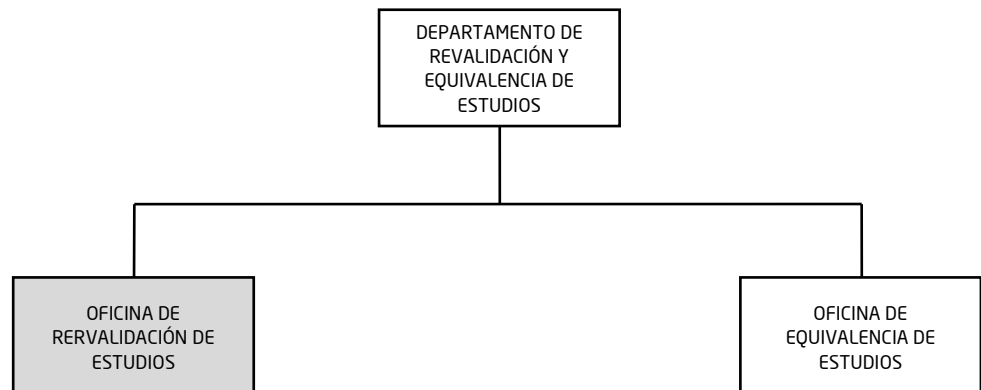 DEPARTAMENTO DE
REVALIDACIÓN Y
EQUIVALENCIA DE
ESTUDIOS
OFICINA DE
RERVALIDACIÓN DE
ESTUDIOS
OFICINA DE
EQUIVALENCIA DE
ESTUDIOS